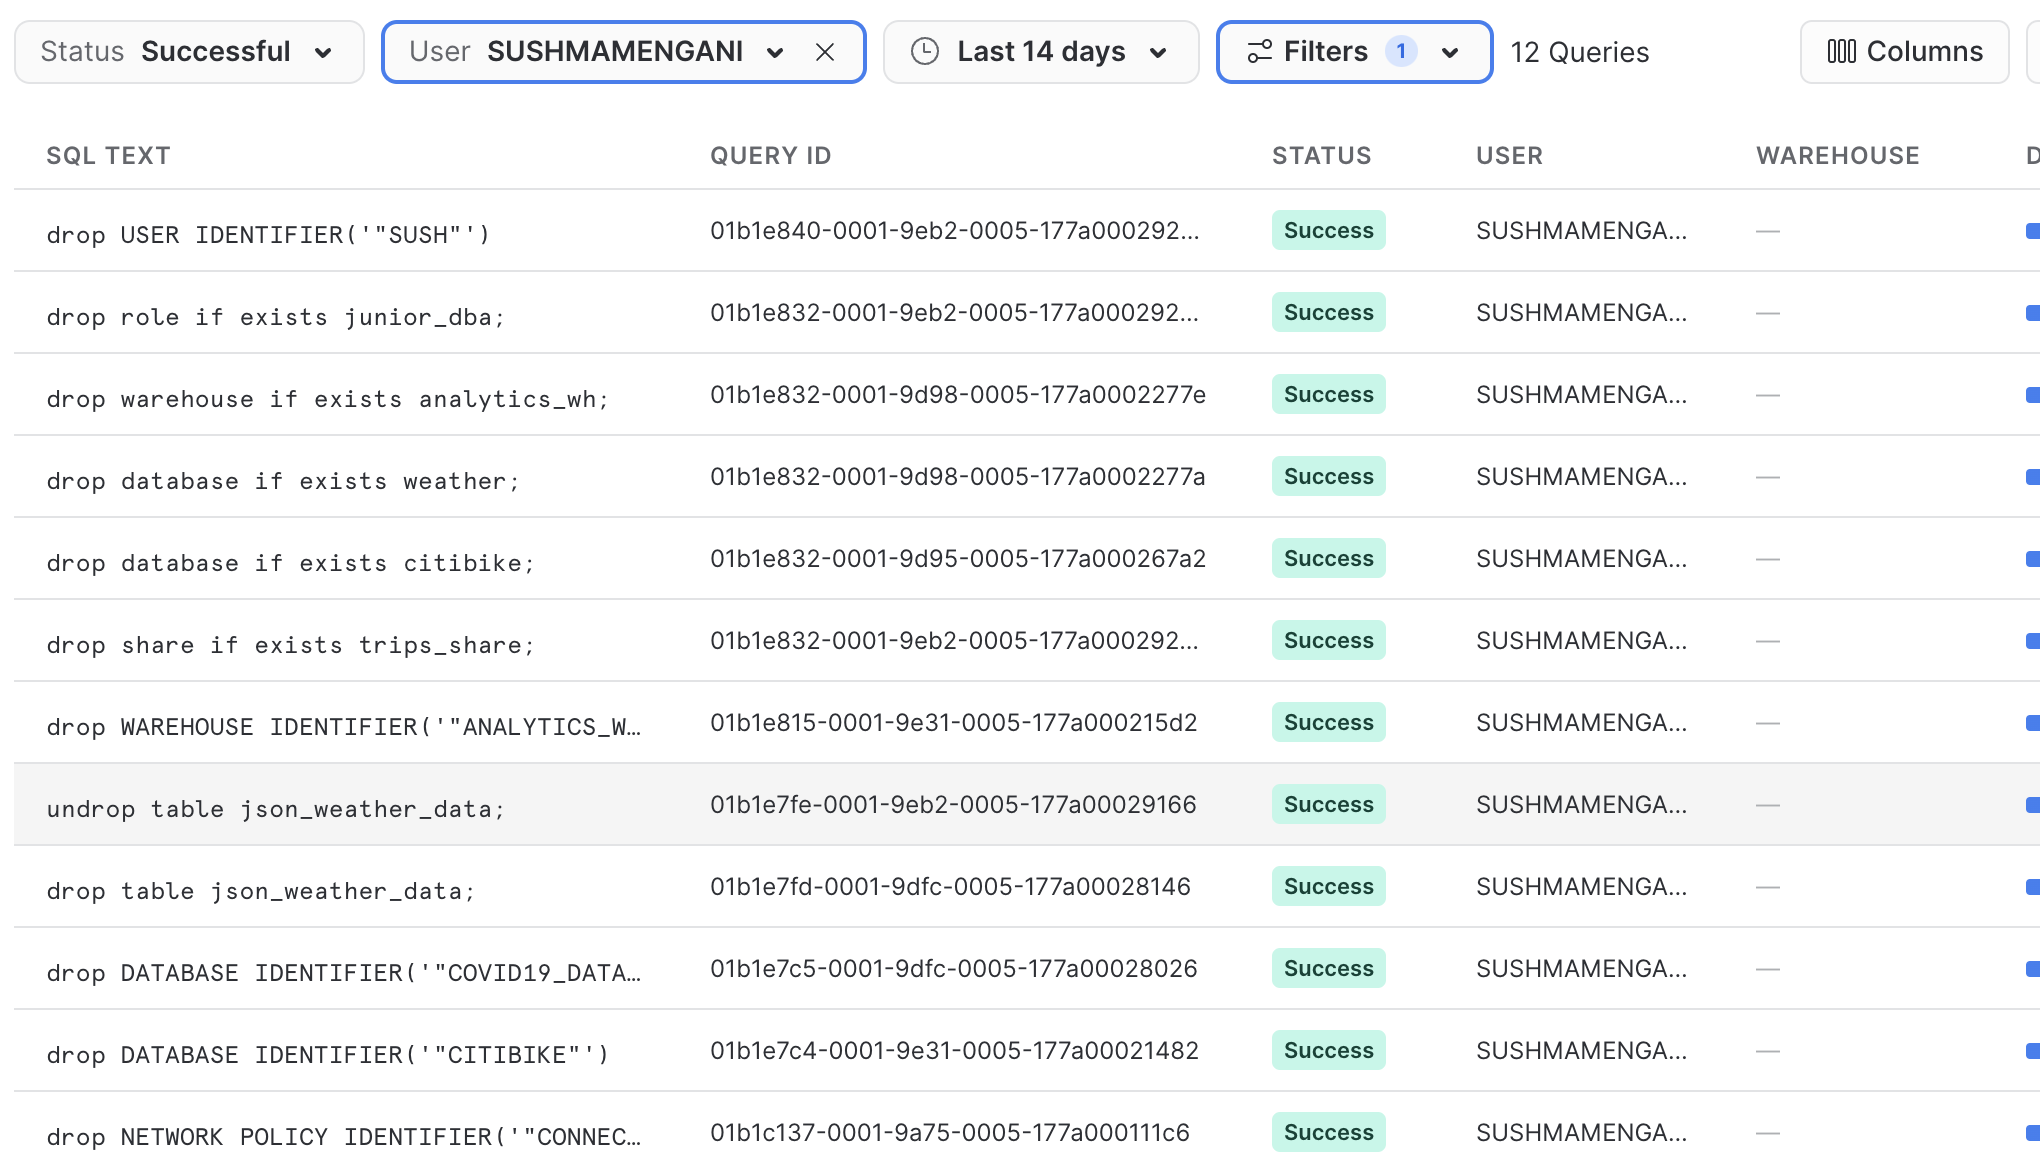 Status Successful User SUSHMAMENGANI Last 14 days Filters 1 12 Queries Columns
SQL TEXT QUERY ID STATUS USER WAREHOUSE D
drop USER IDENTIFIER('"SUSH"') 01b1e840-0001-9eb2-0005-177a000292... Success SUSHMAMENGA... —
drop role if exists junior_dba; 01b1e832-0001-9eb2-0005-177a000292... Success SUSHMAMENGA... —
drop warehouse if exists analytics_wh; 01b1e832-0001-9d98-0005-177a0002277e Success SUSHMAMENGA... —
drop database if exists weather; 01b1e832-0001-9d98-0005-177a0002277a Success SUSHMAMENGA... —
drop database if exists citibike; 01b1e832-0001-9d95-0005-177a000267a2 Success SUSHMAMENGA... —
drop share if exists trips_share; 01b1e832-0001-9eb2-0005-177a000292... Success SUSHMAMENGA... —
drop WAREHOUSE IDENTIFIER('"ANALYTICS_W... 01b1e815-0001-9e31-0005-177a000215d2 Success SUSHMAMENGA... —
undrop table json_weather_data; 01b1e7fe-0001-9eb2-0005-177a00029166 Success SUSHMAMENGA... —
drop table json_weather_data; 01b1e7fd-0001-9dfc-0005-177a00028146 Success SUSHMAMENGA... —
drop DATABASE IDENTIFIER('"COVID19_DATA... 01b1e7c5-0001-9dfc-0005-177a00028026 Success SUSHMAMENGA... —
drop DATABASE IDENTIFIER('"CITIBIKE"') 01b1e7c4-0001-9e31-0005-177a00021482 Success SUSHMAMENGA... —
drop NETWORK POLICY IDENTIFIER('"CONNEC... 01b1c137-0001-9a75-0005-177a000111c6 Success SUSHMAMENGA... —